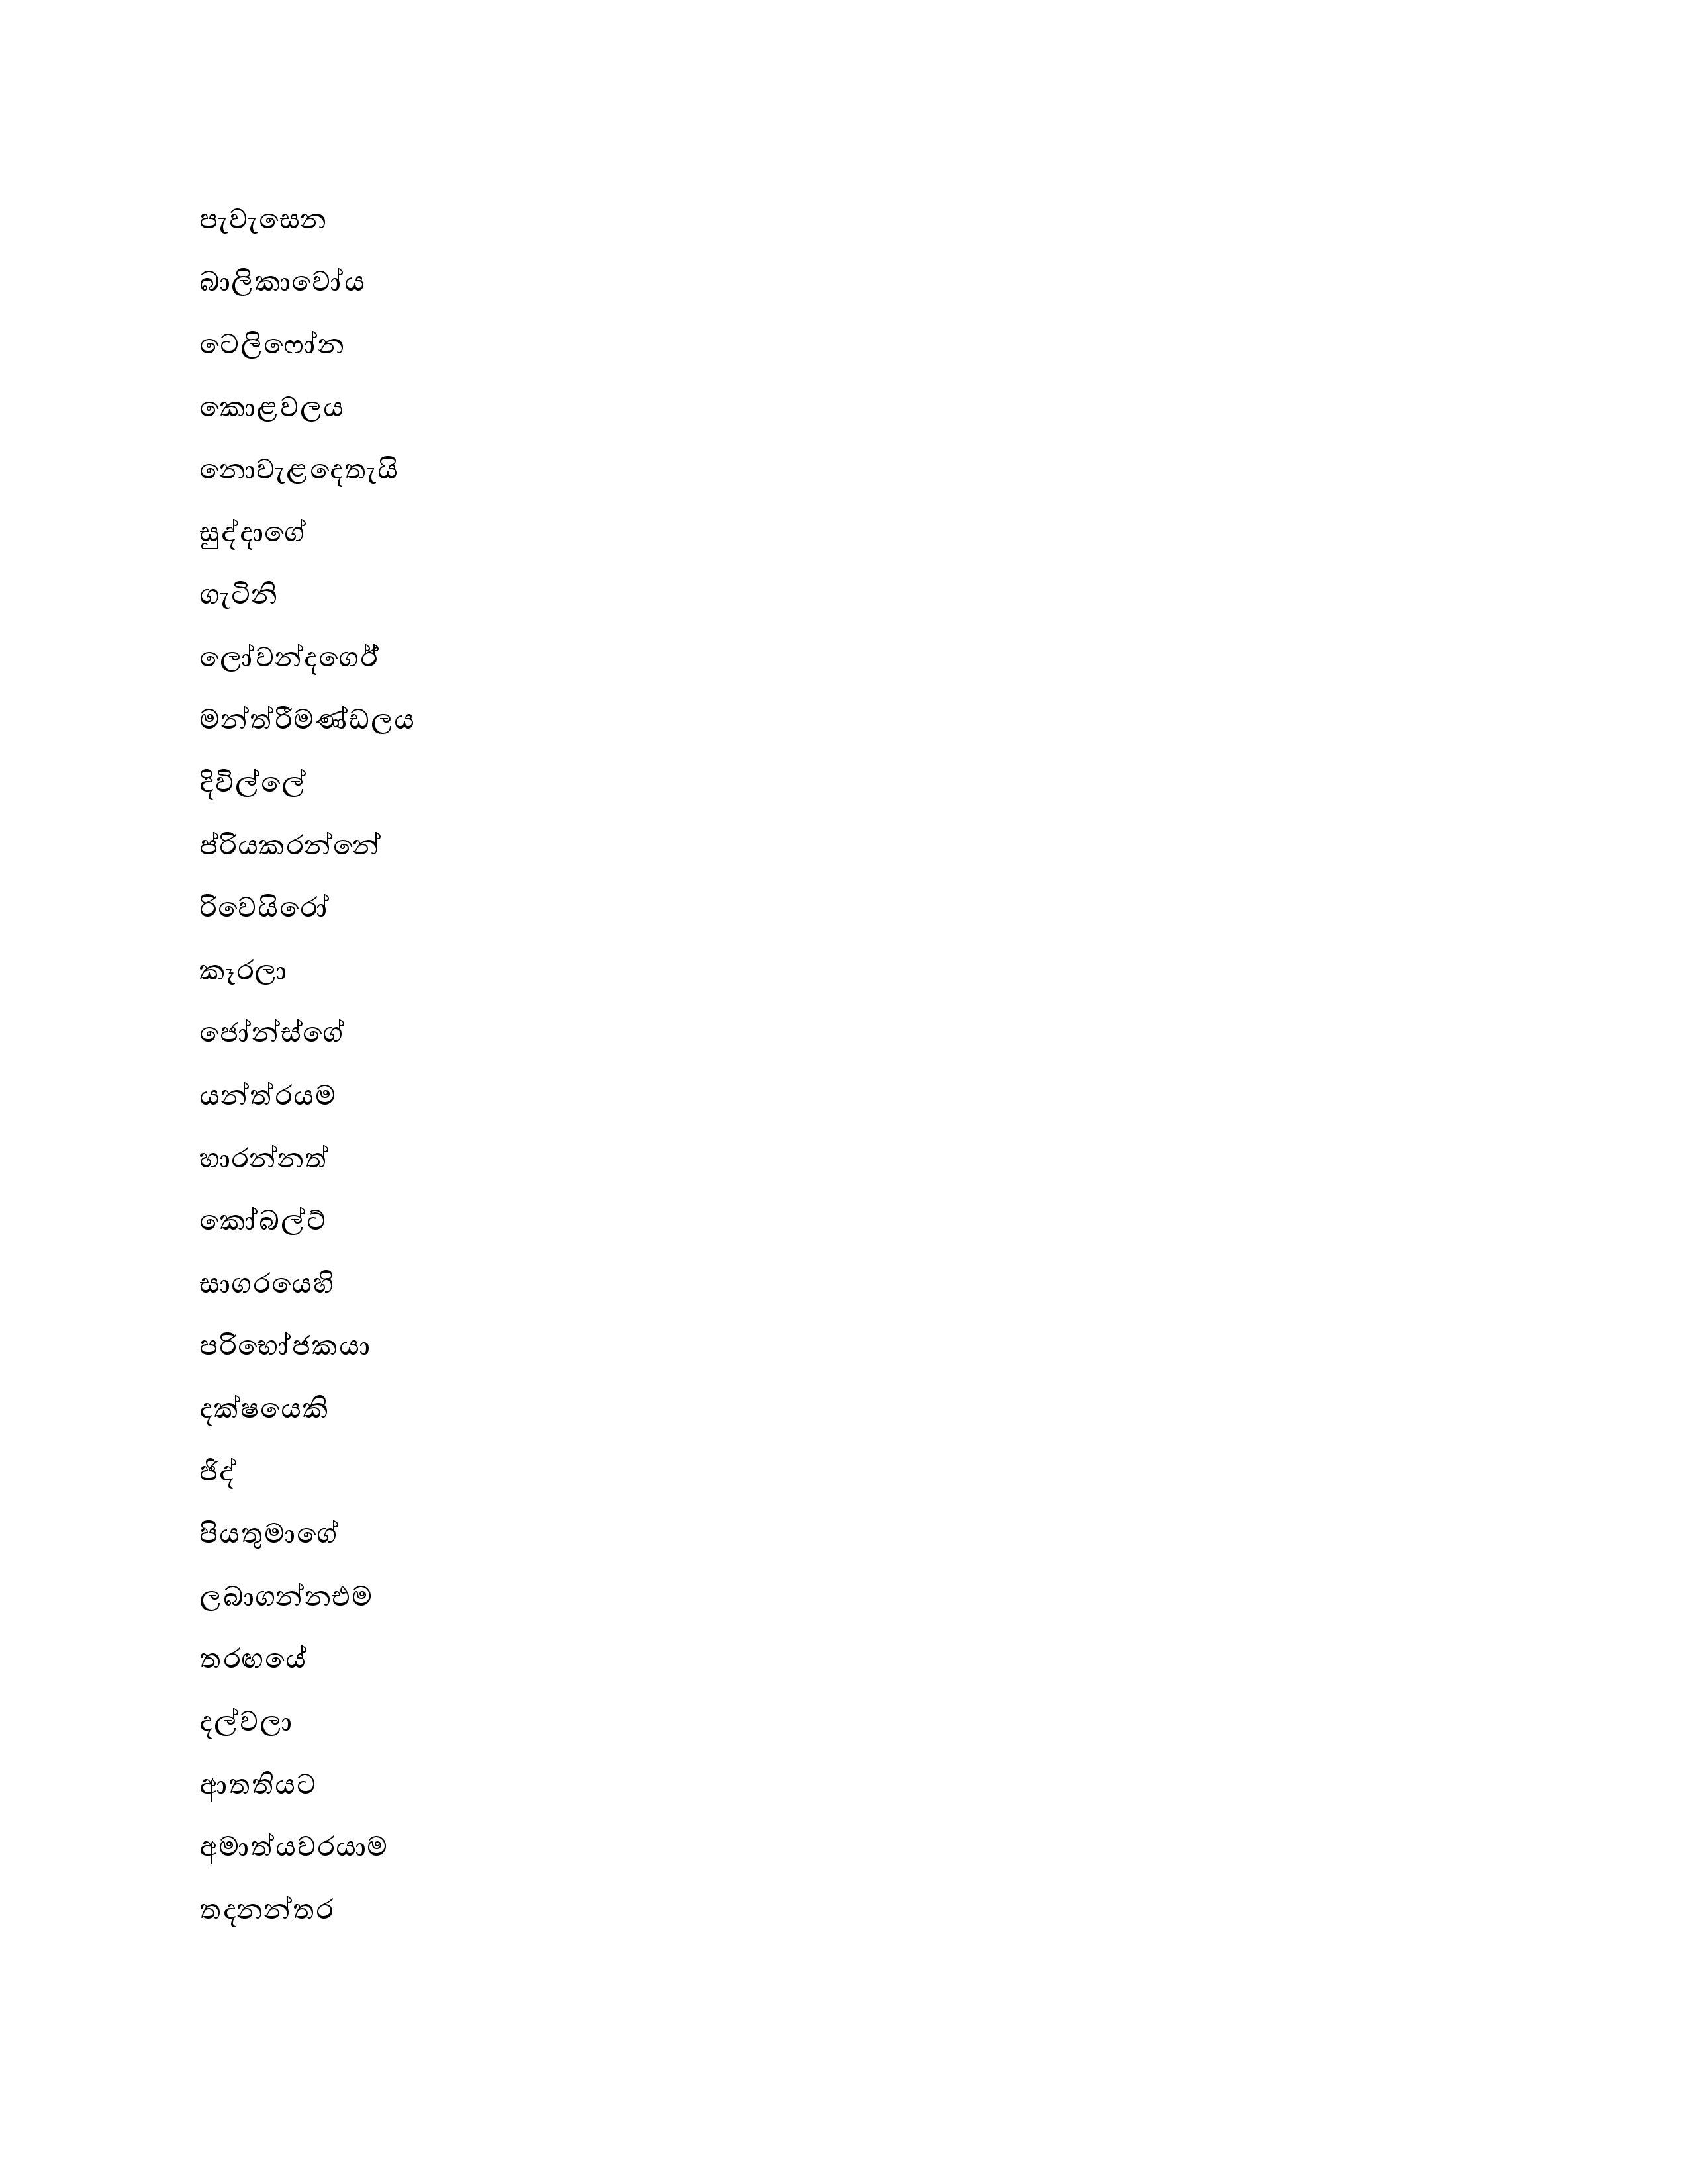 පැවැසෙන
බාලිකාවෝය
ටෙලිෆෝන
කොළවලය
නොවැළදෙතැයි
සුද්දාගේ
ගැටිනි
ලෝවන්දගෙර්
මන්ත්රීමණ්ඩලය
දිවිල්ලේ
ප්රියකරන්නේ
රිවෙයිරෝ
කෑරලා
ජෝන්ස්ගේ
යන්ත්රයම
හාරන්නත්
කෝබල්ට්
සාගරයෙහි
පරිභෝජකයා
දක්ෂයෙකි
ජිද්
පියතුමාගේ
ලබාගන්නඑම
තරඟයේ
දල්වලා
ආතතියට
අමාත්යවරයාම
තදනන්තර